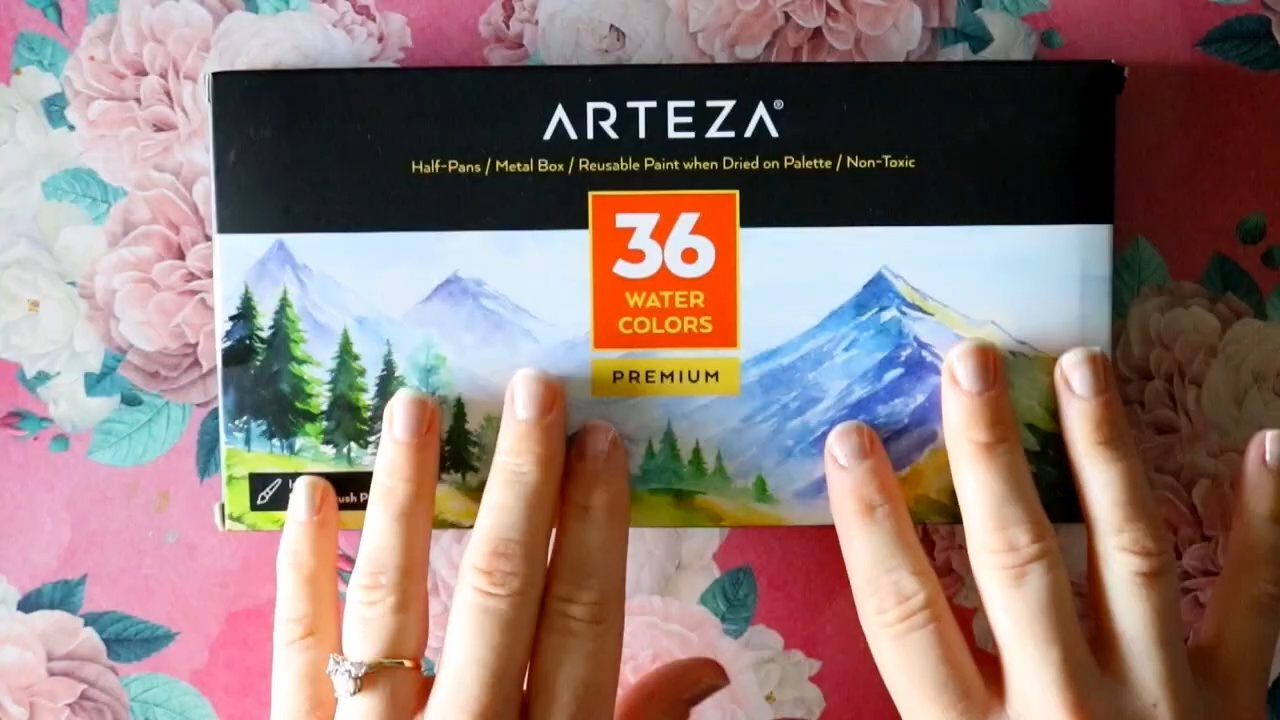 ARTEZA®
Half-Pans / Metal Box / Reusable Paint when Dried on Palette / Non-Toxic
36
WATER
COLORS
PREMIUM